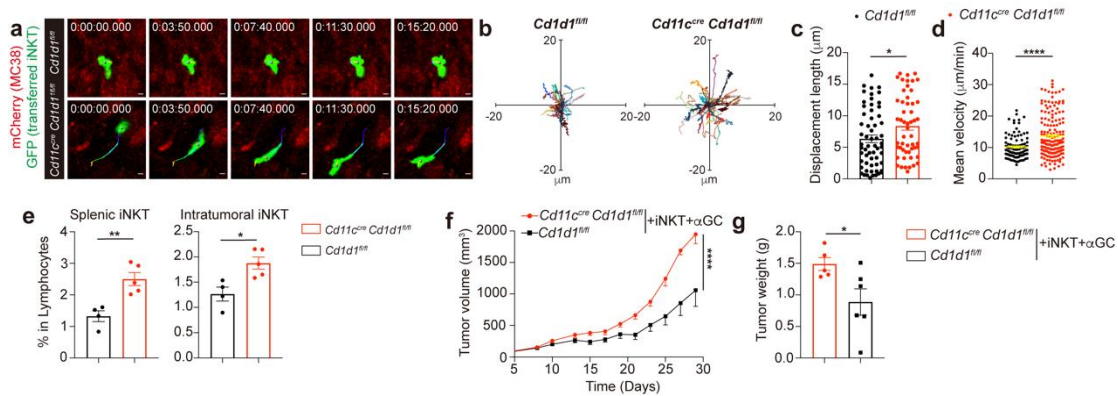 a
mCherry (MC38)
GFP (transferred iNKT)
Cd1d1fl/fl
0:00:00.000
0:03:50.000
0:07:40.000
0:11:30.000
0:15:20.000
Cd11ccre Cd1d1fl/fl
0:00:00.000
0:03:50.000
0:07:40.000
0:11:30.000
0:15:20.000
b
Cd1d1fl/fl
20
-20
20
-20
μm
Cd11ccre Cd1d1fl/fl
20
-20
20
-20
μm
Cd1d1fl/fl
Cd11ccre Cd1d1fl/fl
c
Displacement length (μm)
20
15
10
5
0
*
d
Mean velocity (μm/min)
40
30
20
10
0
****
e
Splenic iNKT
% in Lymphocytes
4
3
2
1
0
**
Intratumoral iNKT
2.5
2.0
1.5
1.0
0.5
0.0
*
Cd11ccre Cd1d1fl/fl
Cd1d1fl/fl
f
Cd11ccre Cd1d1fl/fl
Cd1d1fl/fl
+iNKT+αGC
Tumor volume (mm3)
2000
1500
1000
500
0
5
10
15
20
25
30
Time (Days)
****
g
Tumor weight (g)
2.0
1.5
1.0
0.5
0.0
*
Cd11ccre Cd1d1fl/fl
Cd1d1fl/fl
+iNKT+αGC